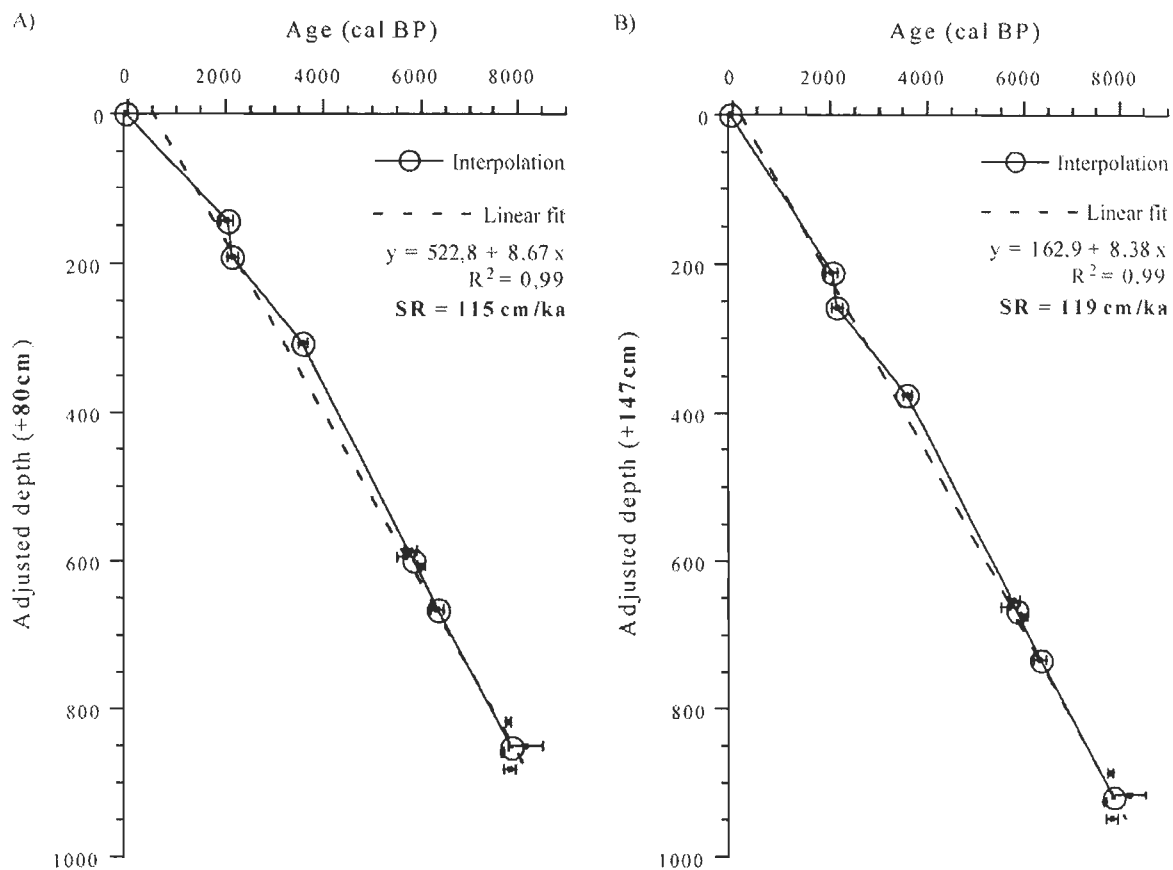 A)
Age (cal BP)
0 2000 4000 6000 8000
0
200
400
600
800
1000
Adjusted depth (+80cm)
Interpolation
Linear fit
y = 522,8 + 8.67 x
R² = 0,99
SR = 115 cm/ka
B)
Age (cal BP)
0 2000 4000 6000 8000
0
200
400
600
800
1000
Adjusted depth (+147cm)
Interpolation
Linear fit
y = 162.9 + 8.38 x
R² = 0,99
SR = 119 cm/ka